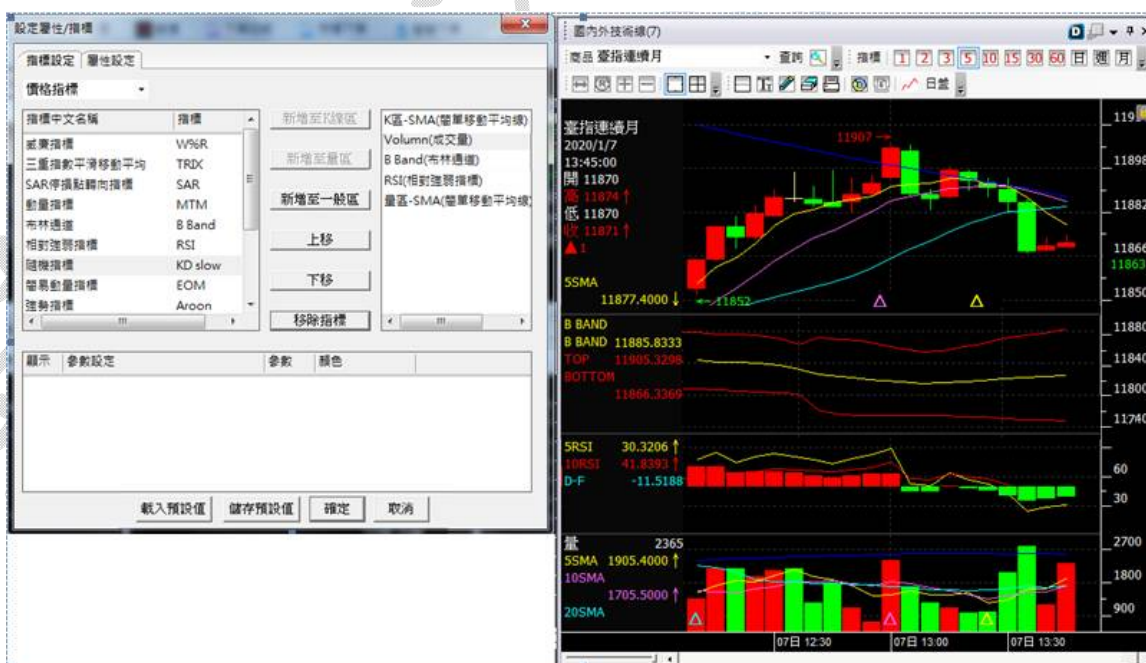 設定屬性/指標
指標設定 屬性設定
價格指標
指標中文名稱 指標
威廉指標 W%R
三重指數平滑移動平均 TRIX
SAR停損點轉向指標 SAR
動量指標 MTM
布林通道 B Band
相對強弱指標 RSI
隨機指標 KD slow
簡易動量指標 EOM
強勢指標 Aroon
新增至K線區
新增至量區
新增至一般區
上移
下移
移除指標
K區-SMA(簡單移動平均線)
Volumn(成交量)
B Band(布林通道)
RSI(相對強弱指標)
量區-SMA(簡單移動平均線)
顯示 參數設定 參數 顏色
載入預設值 儲存預設值 確定 取消
國內外技術線(7)
商品 臺指連續月 查詢 指標 1 2 3 5 10 15 30 60 日 週 月
日盤
臺指連續月
2020/1/7
13:45:00
開 11870
高 11874↑
低 11870
收 11871↑
▲1
5SMA
11877.4000↓
11907→
←11852
119
11898
11882
11866
11863
11850
B BAND
B BAND 11885.8333
TOP 11905.3298
BOTTOM
11866.3369
11880
11840
11800
11740
5RSI 30.3206↑
10RSI 41.8393↑
D-F -11.5188
60
30
量 2365
5SMA 1905.4000↑
10SMA
1705.5000↑
20SMA
2700
1800
900
07日 12:30 07日 13:00 07日 13:30